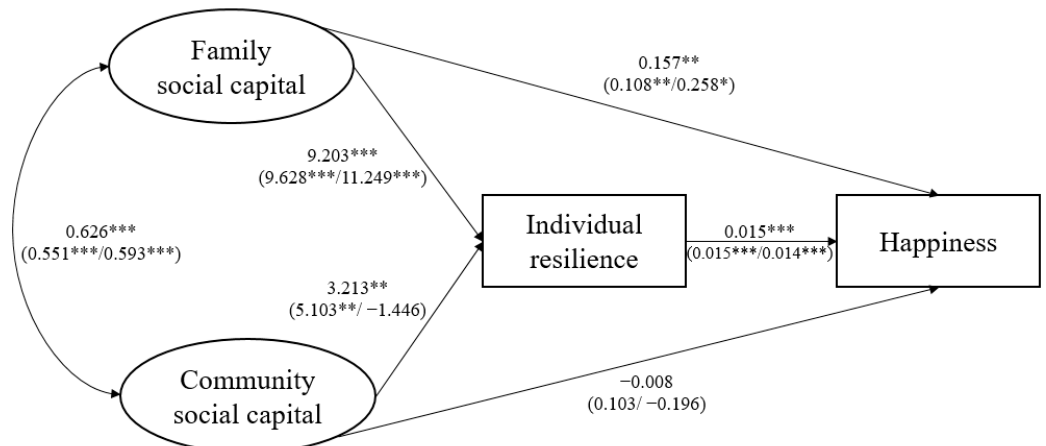 Family
social capital
0.157**
(0.108**/0.258*)
9.203***
(9.628***/11.249***)
0.626***
(0.551***/0.593***)
Individual
resilience
0.015***
(0.015***/0.014***)
Happiness
3.213**
(5.103**/ −1.446)
Community
social capital
−0.008
(0.103/ −0.196)